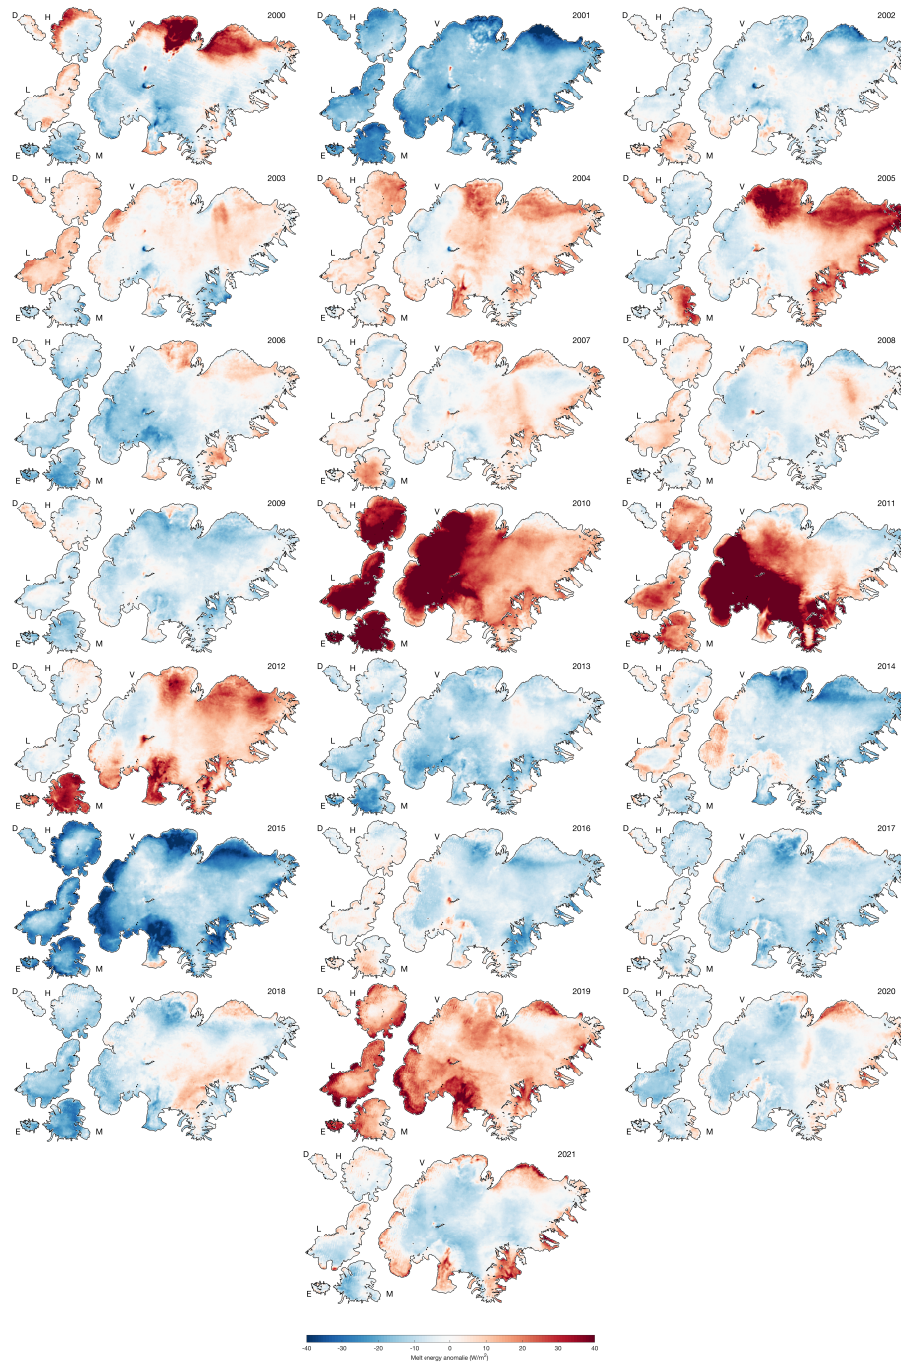 D H V 2000
L
E M
D H V 2001
L
E M
D H V 2002
L
E M
D H V 2003
L
E M
D H V 2004
L
E M
D H V 2005
L
E M
D H V 2006
L
E M
D H V 2007
L
E M
D H V 2008
L
E M
D H V 2009
L
E M
D H V 2010
L
E M
D H V 2011
L
E M
D H V 2012
L
E M
D H V 2013
L
E M
D H V 2014
L
E M
D H V 2015
L
E M
D H V 2016
L
E M
D H V 2017
L
E M
D H V 2018
L
E M
D H V 2019
L
E M
D H V 2020
L
E M
D H V 2021
L
E M
-40 -30 -20 -10 0 10 20 30 40
Melt energy anomalie (W/m²)